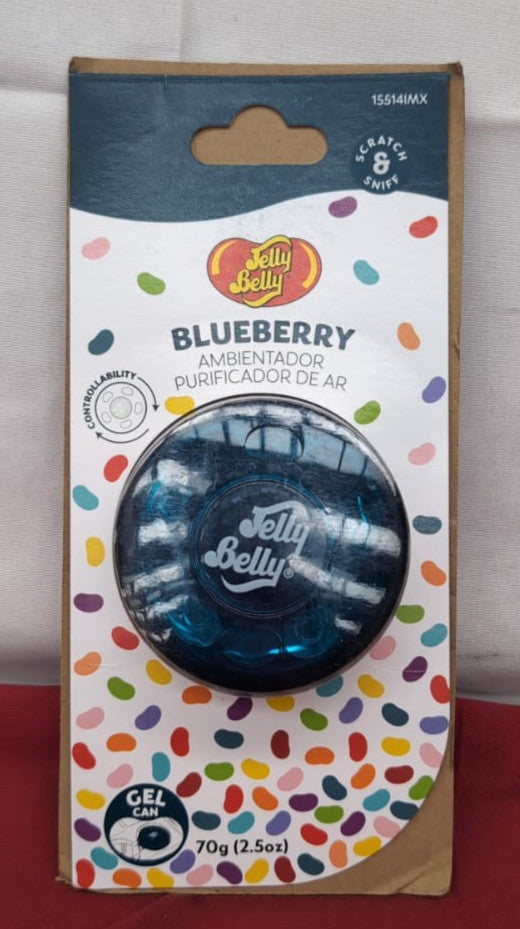 15514IMX
SCRATCH
&
SNIFF
Jelly
Belly
BLUEBERRY
AMBIENTADOR
PURIFICADOR DE AR
CONTROLLABILITY
Jelly
Belly®
GEL
CAN
70g (2.5oz)